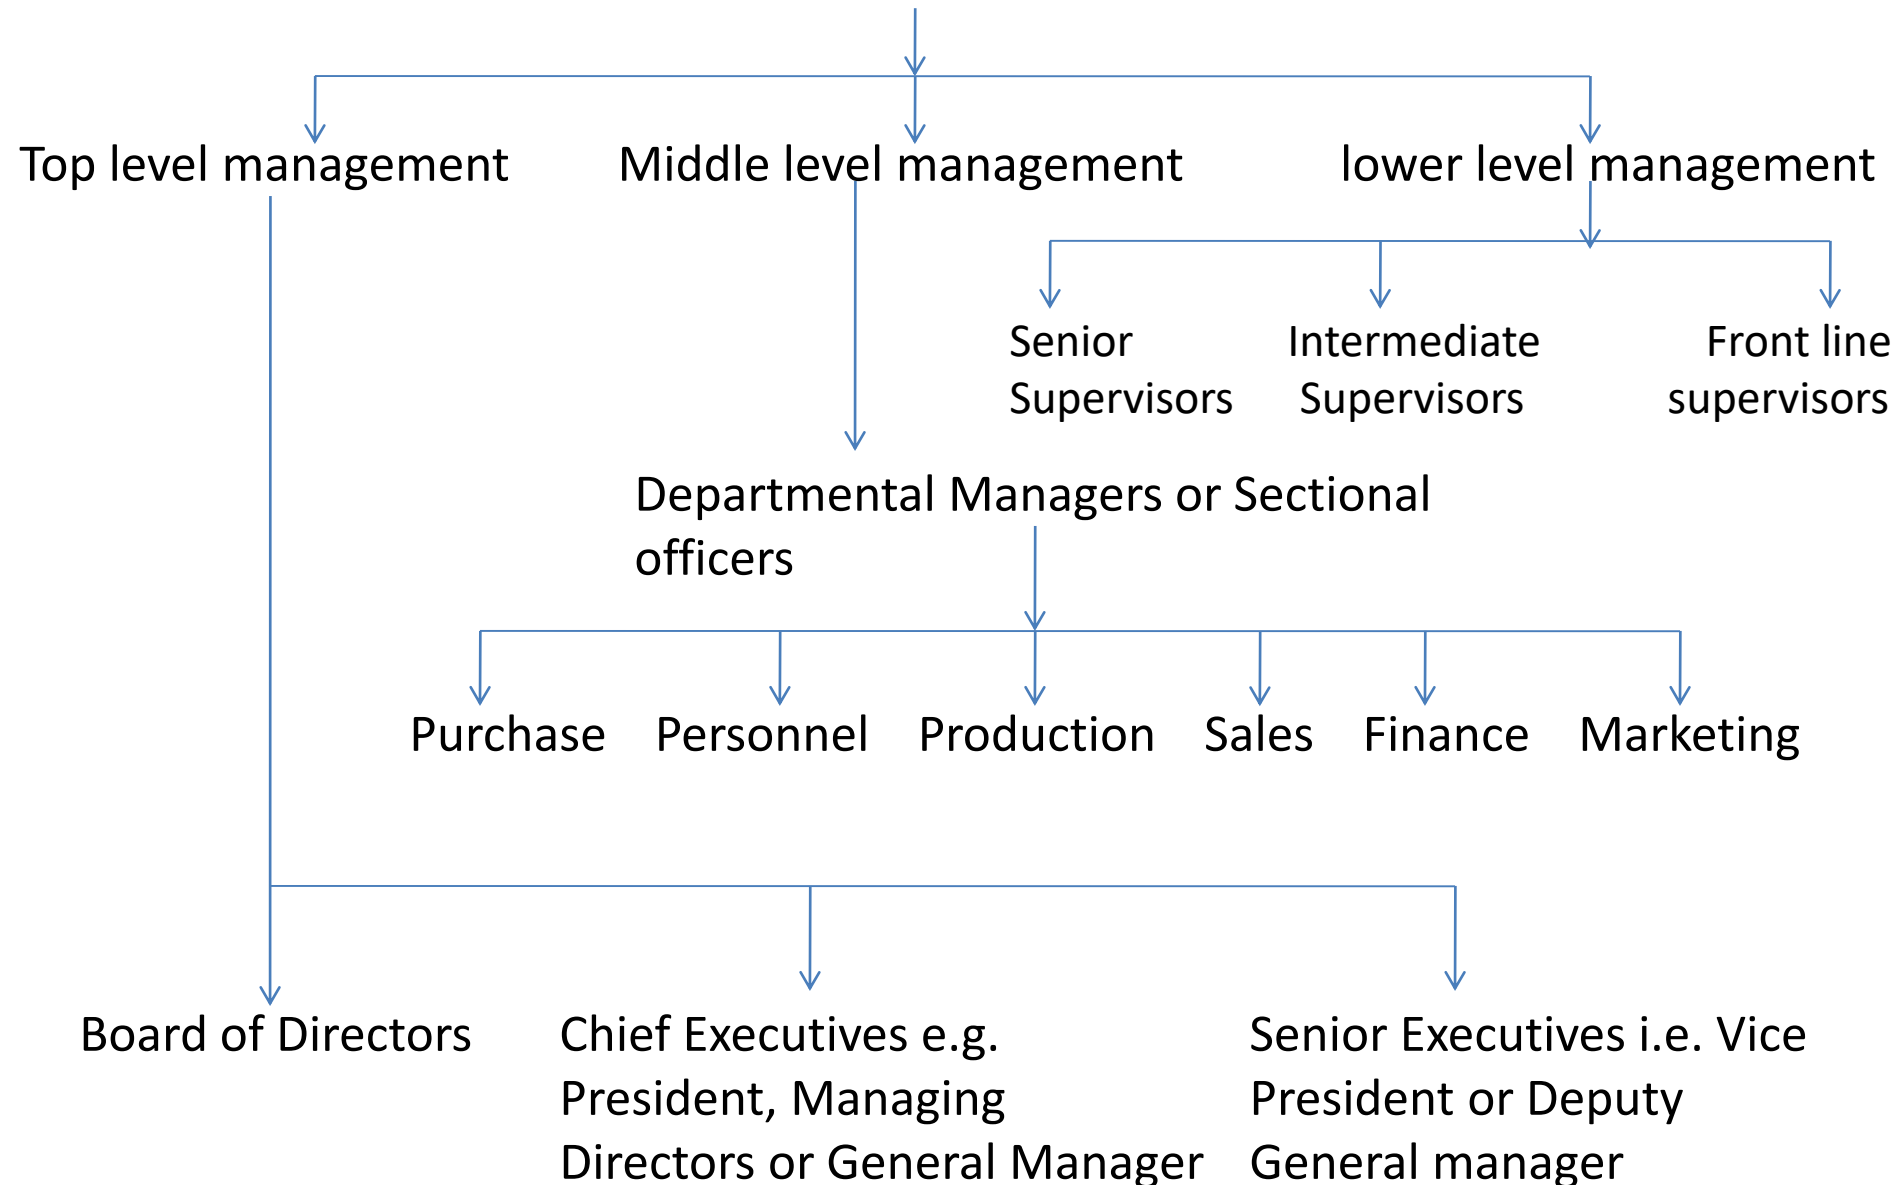 Top level management
Middle level management
lower level management
Senior
Supervisors
Intermediate
Supervisors
Front line
supervisors
Departmental Managers or Sectional
officers
Purchase
Personnel
Production
Sales
Finance
Marketing
Board of Directors
Chief Executives e.g.
President, Managing
Directors or General Manager
Senior Executives i.e. Vice
President or Deputy
General manager